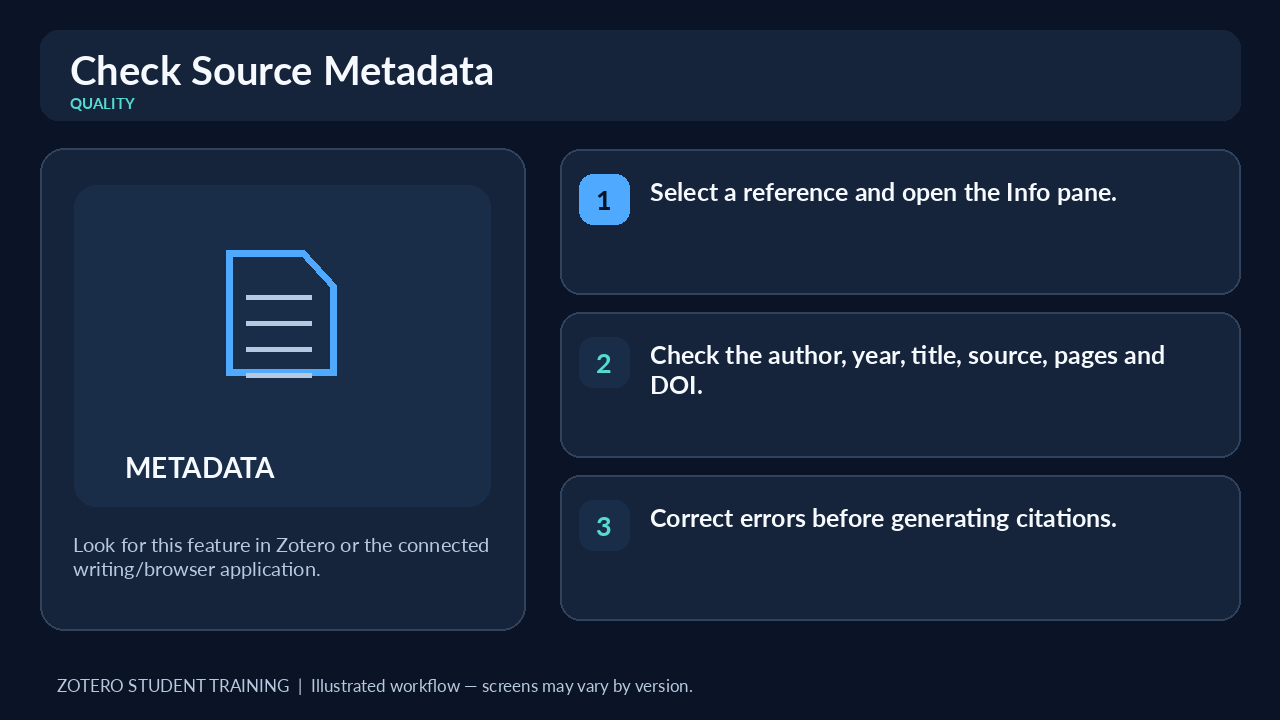 Check Source Metadata
QUALITY
METADATA
Look for this feature in Zotero or the connected
writing/browser application.
1
Select a reference and open the Info pane.
2
Check the author, year, title, source, pages and
DOI.
3
Correct errors before generating citations.
ZOTERO STUDENT TRAINING | Illustrated workflow — screens may vary by version.